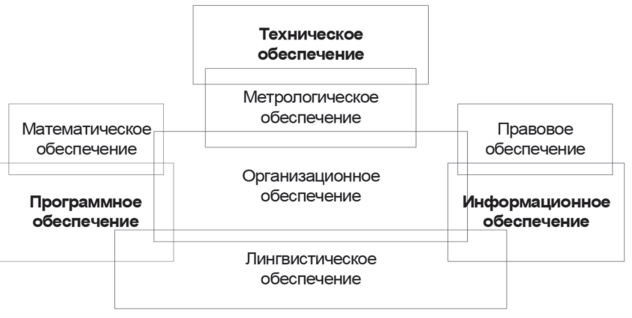 Техническое
обеспечение
Метрологическое
обеспечение
Математическое
обеспечение
Правовое
обеспечение
Организационное
обеспечение
Программное
обеспечение
Информационное
обеспечение
Лингвистическое
обеспечение